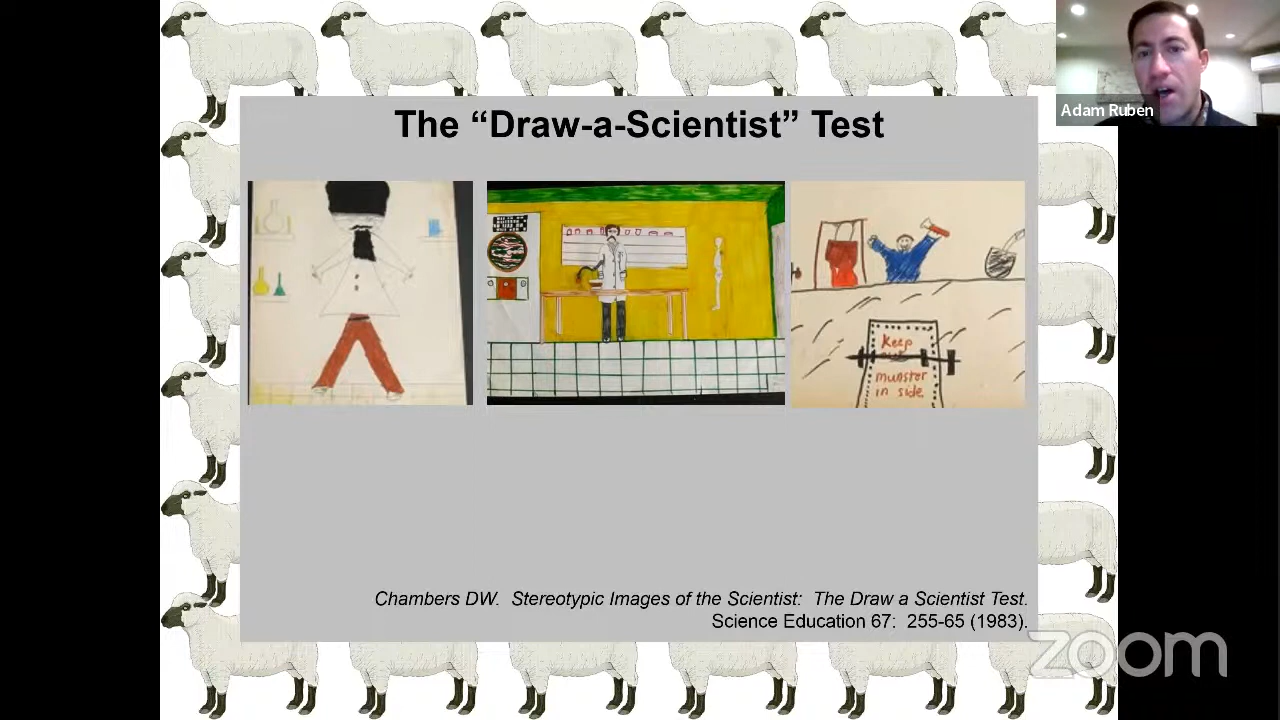 The “Draw-a-Scientist” Test
Adam Ruben
Keep
munster
in side
Chambers DW.  Stereotypic Images of the Scientist:  The Draw a Scientist Test.
Science Education 67:  255-65 (1983).
zoom